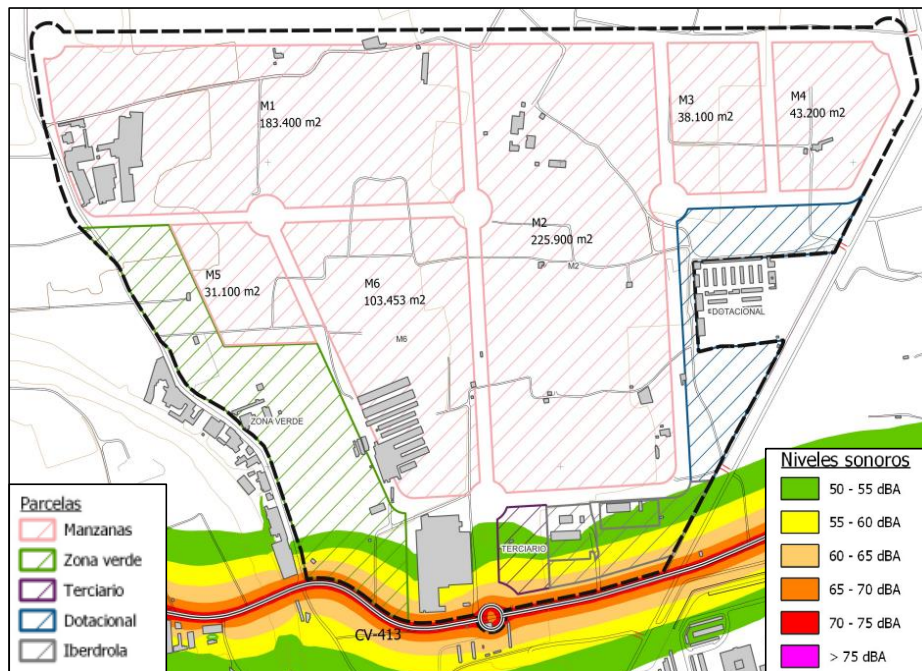 M1
183.400 m2
M3
38.100 m2
M4
43.200 m2
M2
225.900 m2
M2
M5
31.100 m2
M6
103.453 m2
M6
DOTACIONAL
ZONA VERDE
TERCIARIO
CV-413
Parcelas
Manzanas
Zona verde
Terciario
Dotacional
Iberdrola
Niveles sonoros
50 - 55 dBA
55 - 60 dBA
60 - 65 dBA
65 - 70 dBA
70 - 75 dBA
> 75 dBA